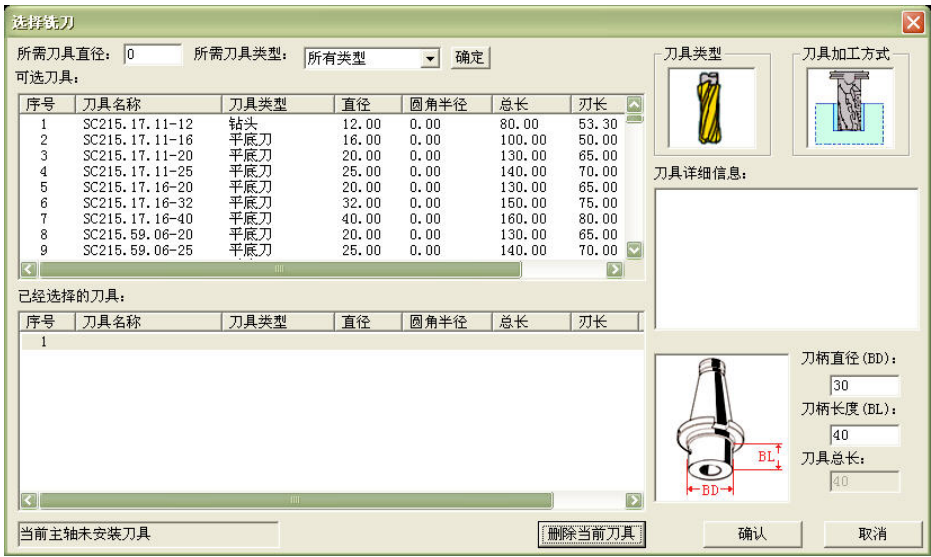 选择铣刀
所需刀具直径： 0 所需刀具类型： 所有类型 确定
可选刀具：
序号 刀具名称 刀具类型 直径 圆角半径 总长 刃长
1 SC215.17.11-12 钻头 12.00 0.00 80.00 53.30
2 SC215.17.11-16 平底刀 16.00 0.00 100.00 50.00
3 SC215.17.11-20 平底刀 20.00 0.00 130.00 65.00
4 SC215.17.11-25 平底刀 25.00 0.00 140.00 70.00
5 SC215.17.16-20 平底刀 20.00 0.00 130.00 65.00
6 SC215.17.16-32 平底刀 32.00 0.00 150.00 75.00
7 SC215.17.16-40 平底刀 40.00 0.00 160.00 80.00
8 SC215.59.06-20 平底刀 20.00 0.00 130.00 65.00
9 SC215.59.06-25 平底刀 25.00 0.00 140.00 70.00
已经选择的刀具：
序号 刀具名称 刀具类型 直径 圆角半径 总长 刃长
1
当前主轴未安装刀具 删除当前刀具
刀具类型 刀具加工方式
刀具详细信息：
BL
BD
刀柄直径(BD)：
30
刀柄长度(BL)：
40
刀具总长：
40
确认 取消